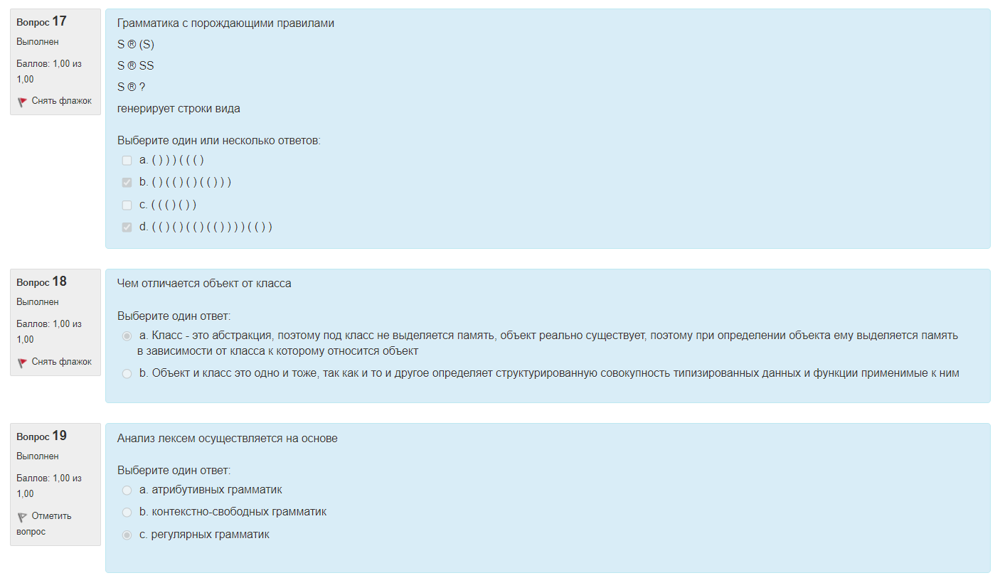 Вопрос 17
Выполнен
Баллов: 1,00 из
1,00
Снять флажок
Грамматика с порождающими правилами
S ® (S)
S ® SS
S ® ?
генерирует строки вида
Выберите один или несколько ответов:
a. ( ) ) ) ( ( ( )
b. ( ) ( ( ) ( ) ( ( ) ) )
c. ( ( ( ) ( ) )
d. ( ( ) ( ) ( ( ) ( ( ) ) ) ) ( ( ) )
Вопрос 18
Выполнен
Баллов: 1,00 из
1,00
Снять флажок
Чем отличается объект от класса
Выберите один ответ:
a. Класс - это абстракция, поэтому под класс не выделяется память, объект реально существует, поэтому при определении объекта ему выделяется память
в зависимости от класса к которому относится объект
b. Объект и класс это одно и тоже, так как и то и другое определяет структурированную совокупность типизированных данных и функции применимые к ним
Вопрос 19
Выполнен
Баллов: 1,00 из
1,00
Отметить
вопрос
Анализ лексем осуществляется на основе
Выберите один ответ:
a. атрибутивных грамматик
b. контекстно-свободных грамматик
c. регулярных грамматик